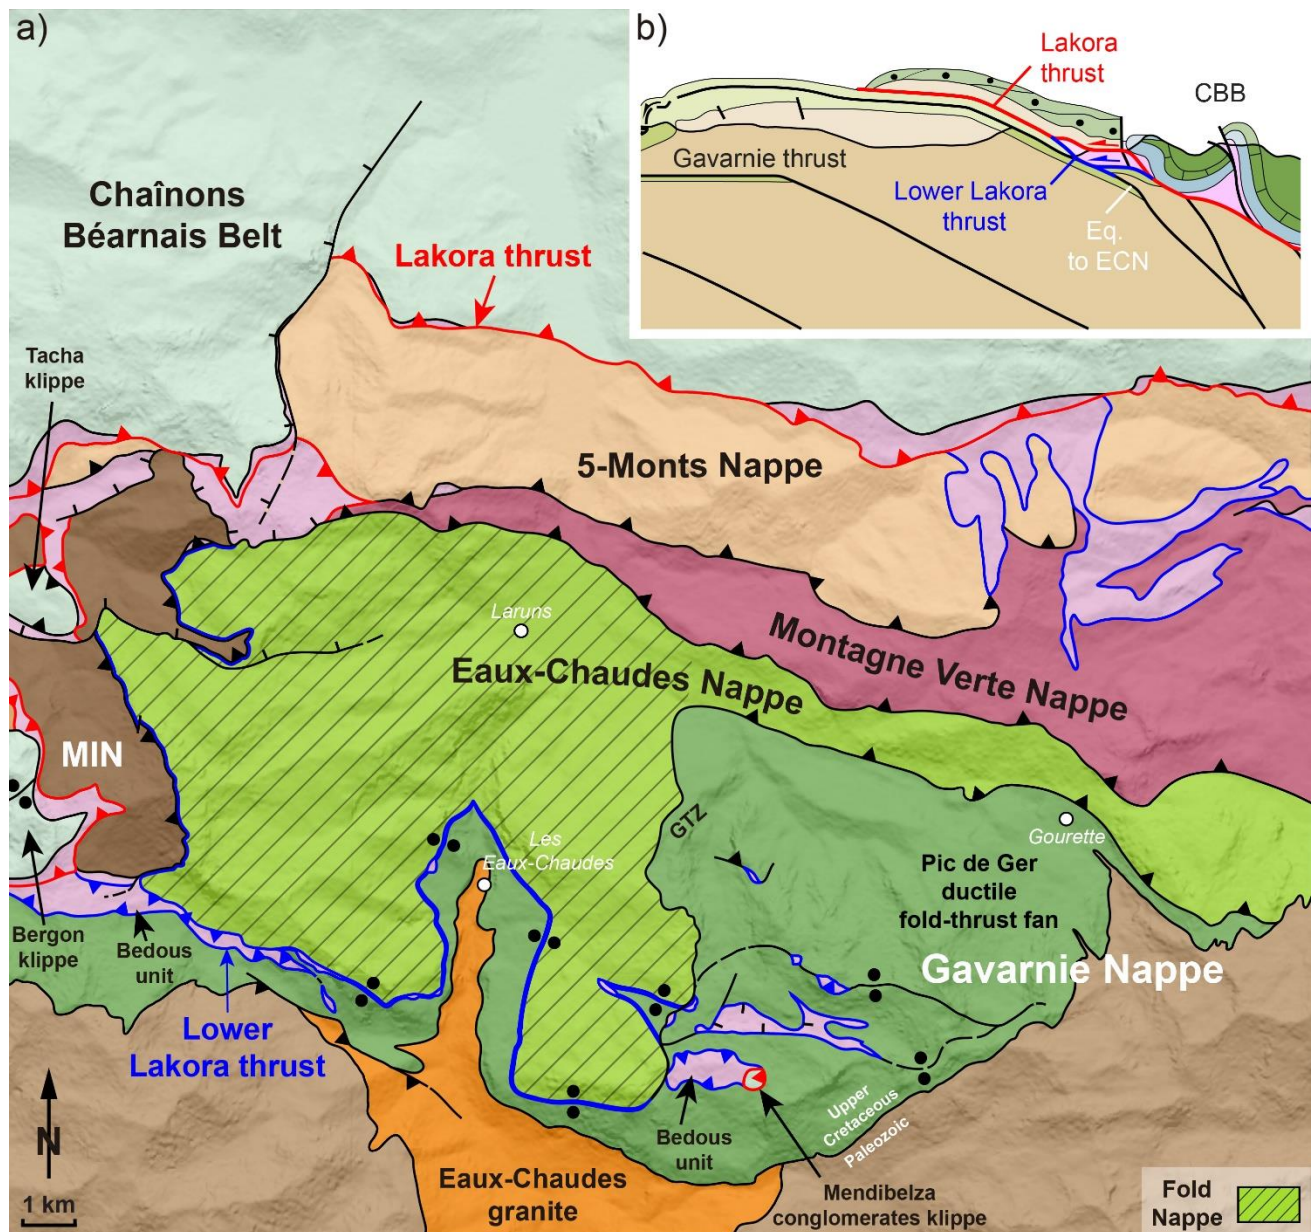 a)
b)
Lakora
thrust
CBB
Gavarnie thrust
Lower Lakora
thrust
Eq.
to ECN
Chaînons
Béarnais Belt
Lakora thrust
Tacha
klippe
5-Monts Nappe
Laruns
Montagne Verte Nappe
Eaux-Chaudes Nappe
MIN
GTZ
Les
Eaux-Chaudes
Gourette
Pic de Ger
ductile
fold-thrust fan
Gavarnie Nappe
Bergon
klippe
Bedous
unit
Lower
Lakora thrust
N
1 km
Upper
Cretaceous
Paleozoic
Bedous
unit
Eaux-Chaudes
granite
Mendibelza
conglomerates klippe
Fold
Nappe